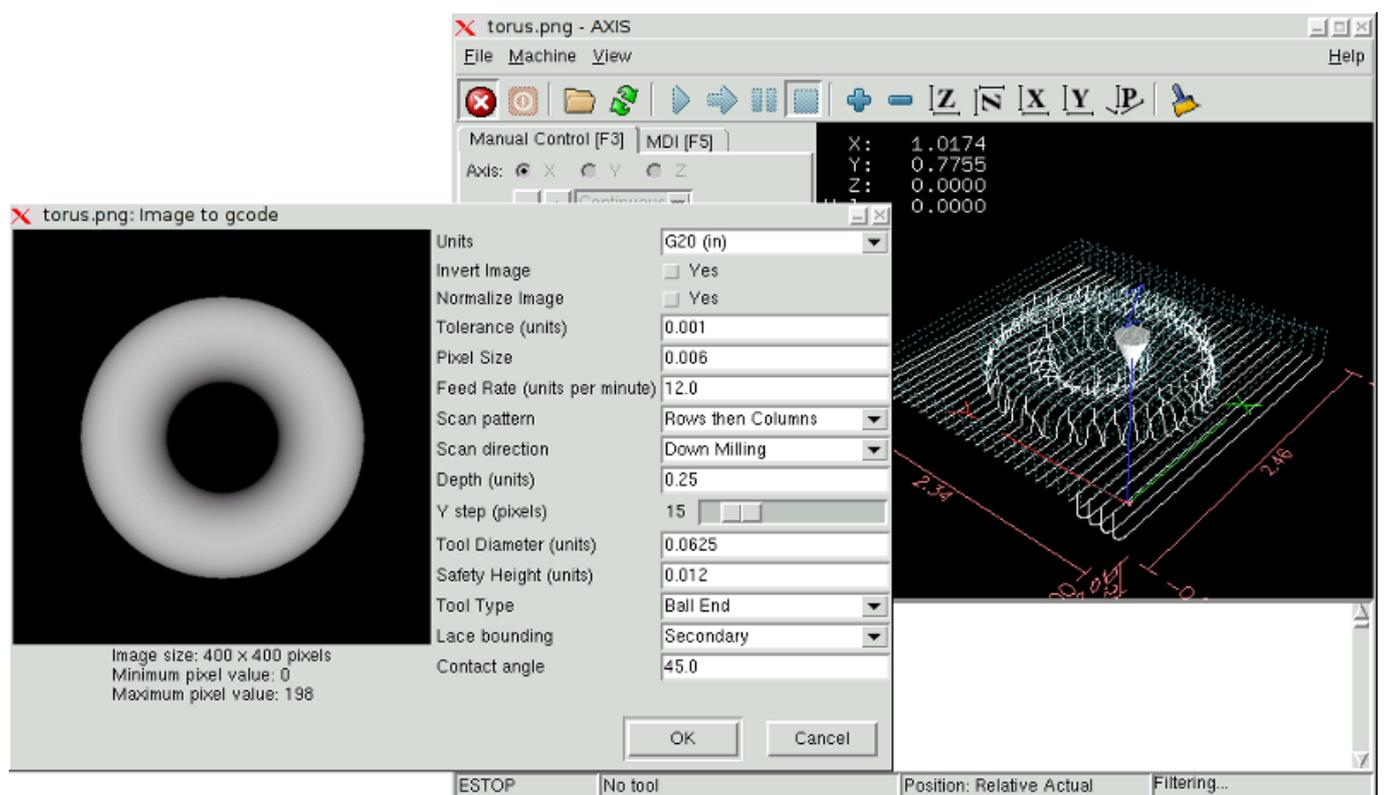 torus.png - AXIS
File Machine View Help
Z N X Y P
Manual Control [F3] MDI [F5]
Axis: X Y Z
Continuous
X: 1.0174
Y: 0.7755
Z: 0.0000
0.0000
torus.png: Image to gcode
Units G20 (in)
Invert Image Yes
Normalize Image Yes
Tolerance (units) 0.001
Pixel Size 0.006
Feed Rate (units per minute) 12.0
Scan pattern Rows then Columns
Scan direction Down Milling
Depth (units) 0.25
Y step (pixels) 15
Tool Diameter (units) 0.0625
Safety Height (units) 0.012
Tool Type Ball End
Lace bounding Secondary
Contact angle 45.0
Image size: 400 x 400 pixels
Minimum pixel value: 0
Maximum pixel value: 198
OK Cancel
X
2.34
2.46
ESTOP No tool Position: Relative Actual Filtering...